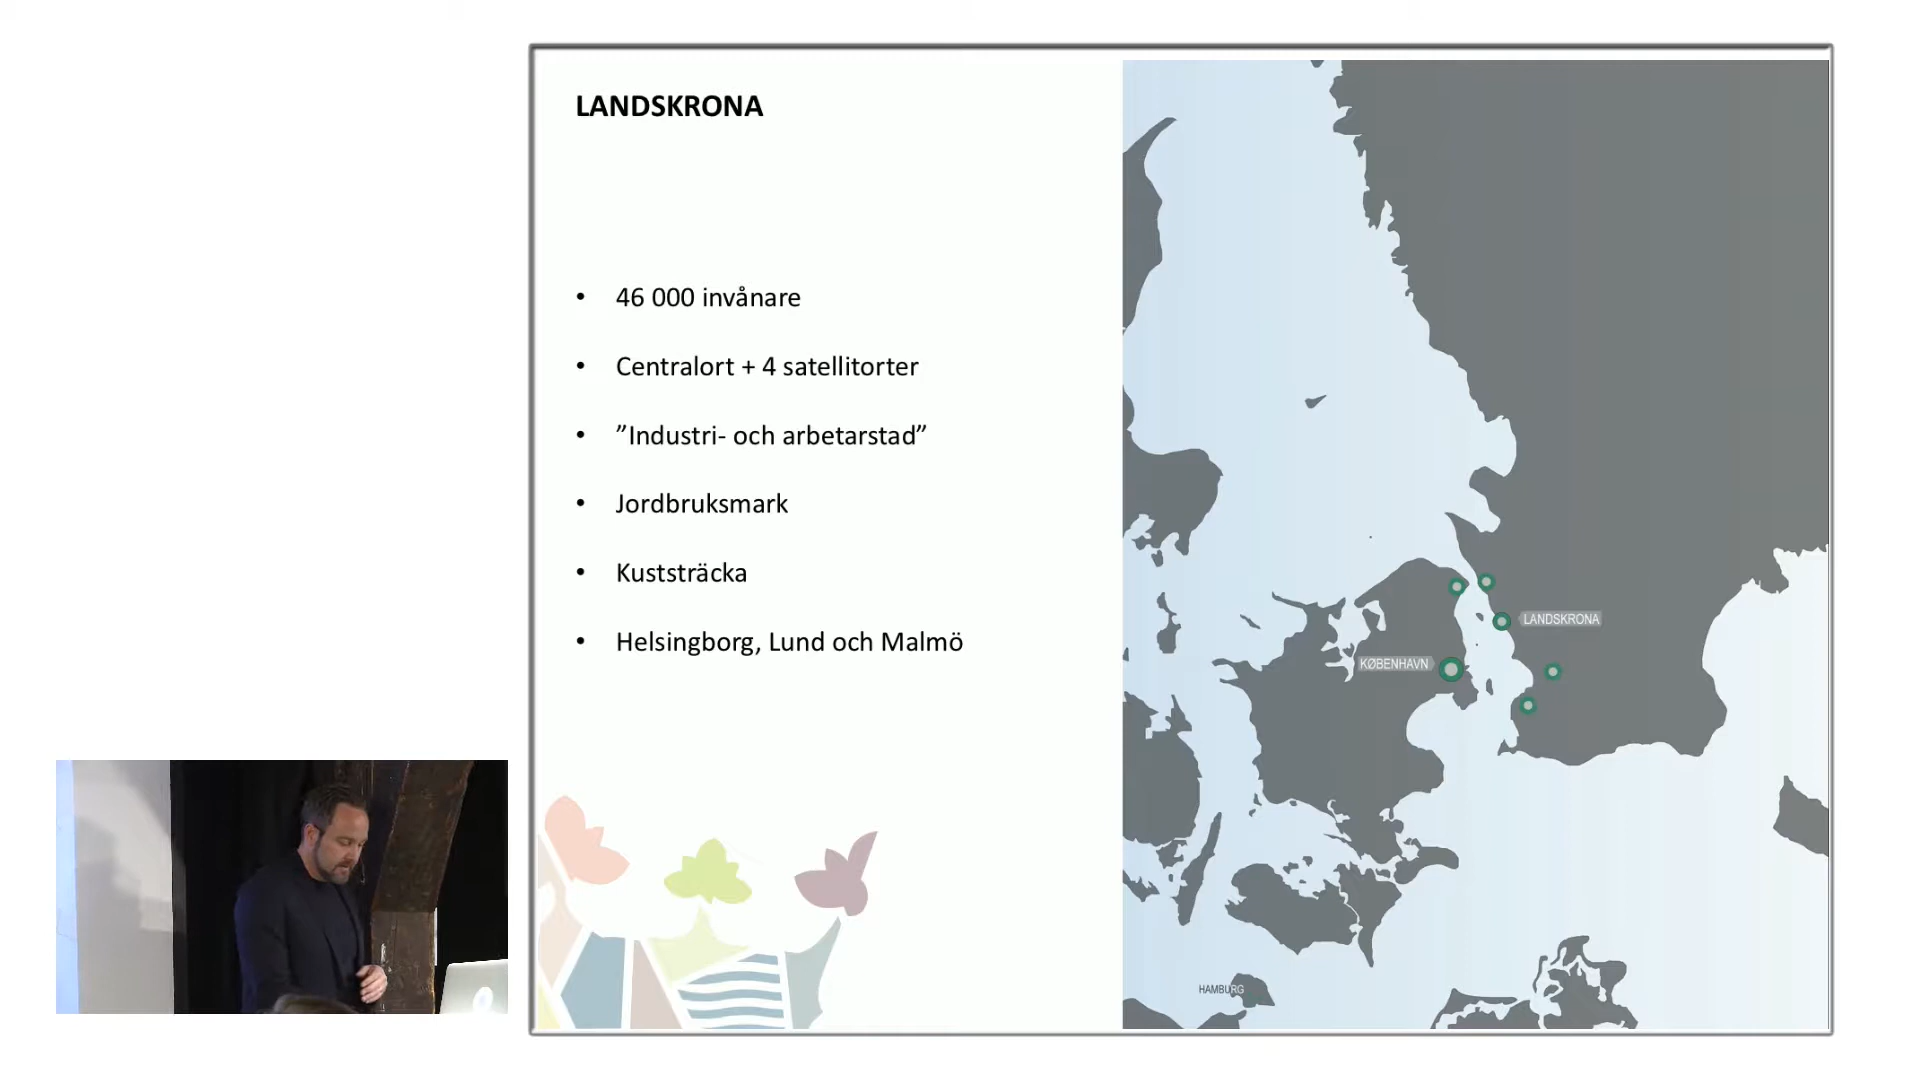 LANDSKRONA
• 46 000 invånare
• Centralort + 4 satellitorter
• ”Industri- och arbetarstad”
• Jordbruksmark
• Kuststräcka
• Helsingborg, Lund och Malmö
LANDSKRONA
KØBENHAVN
HAMBURG